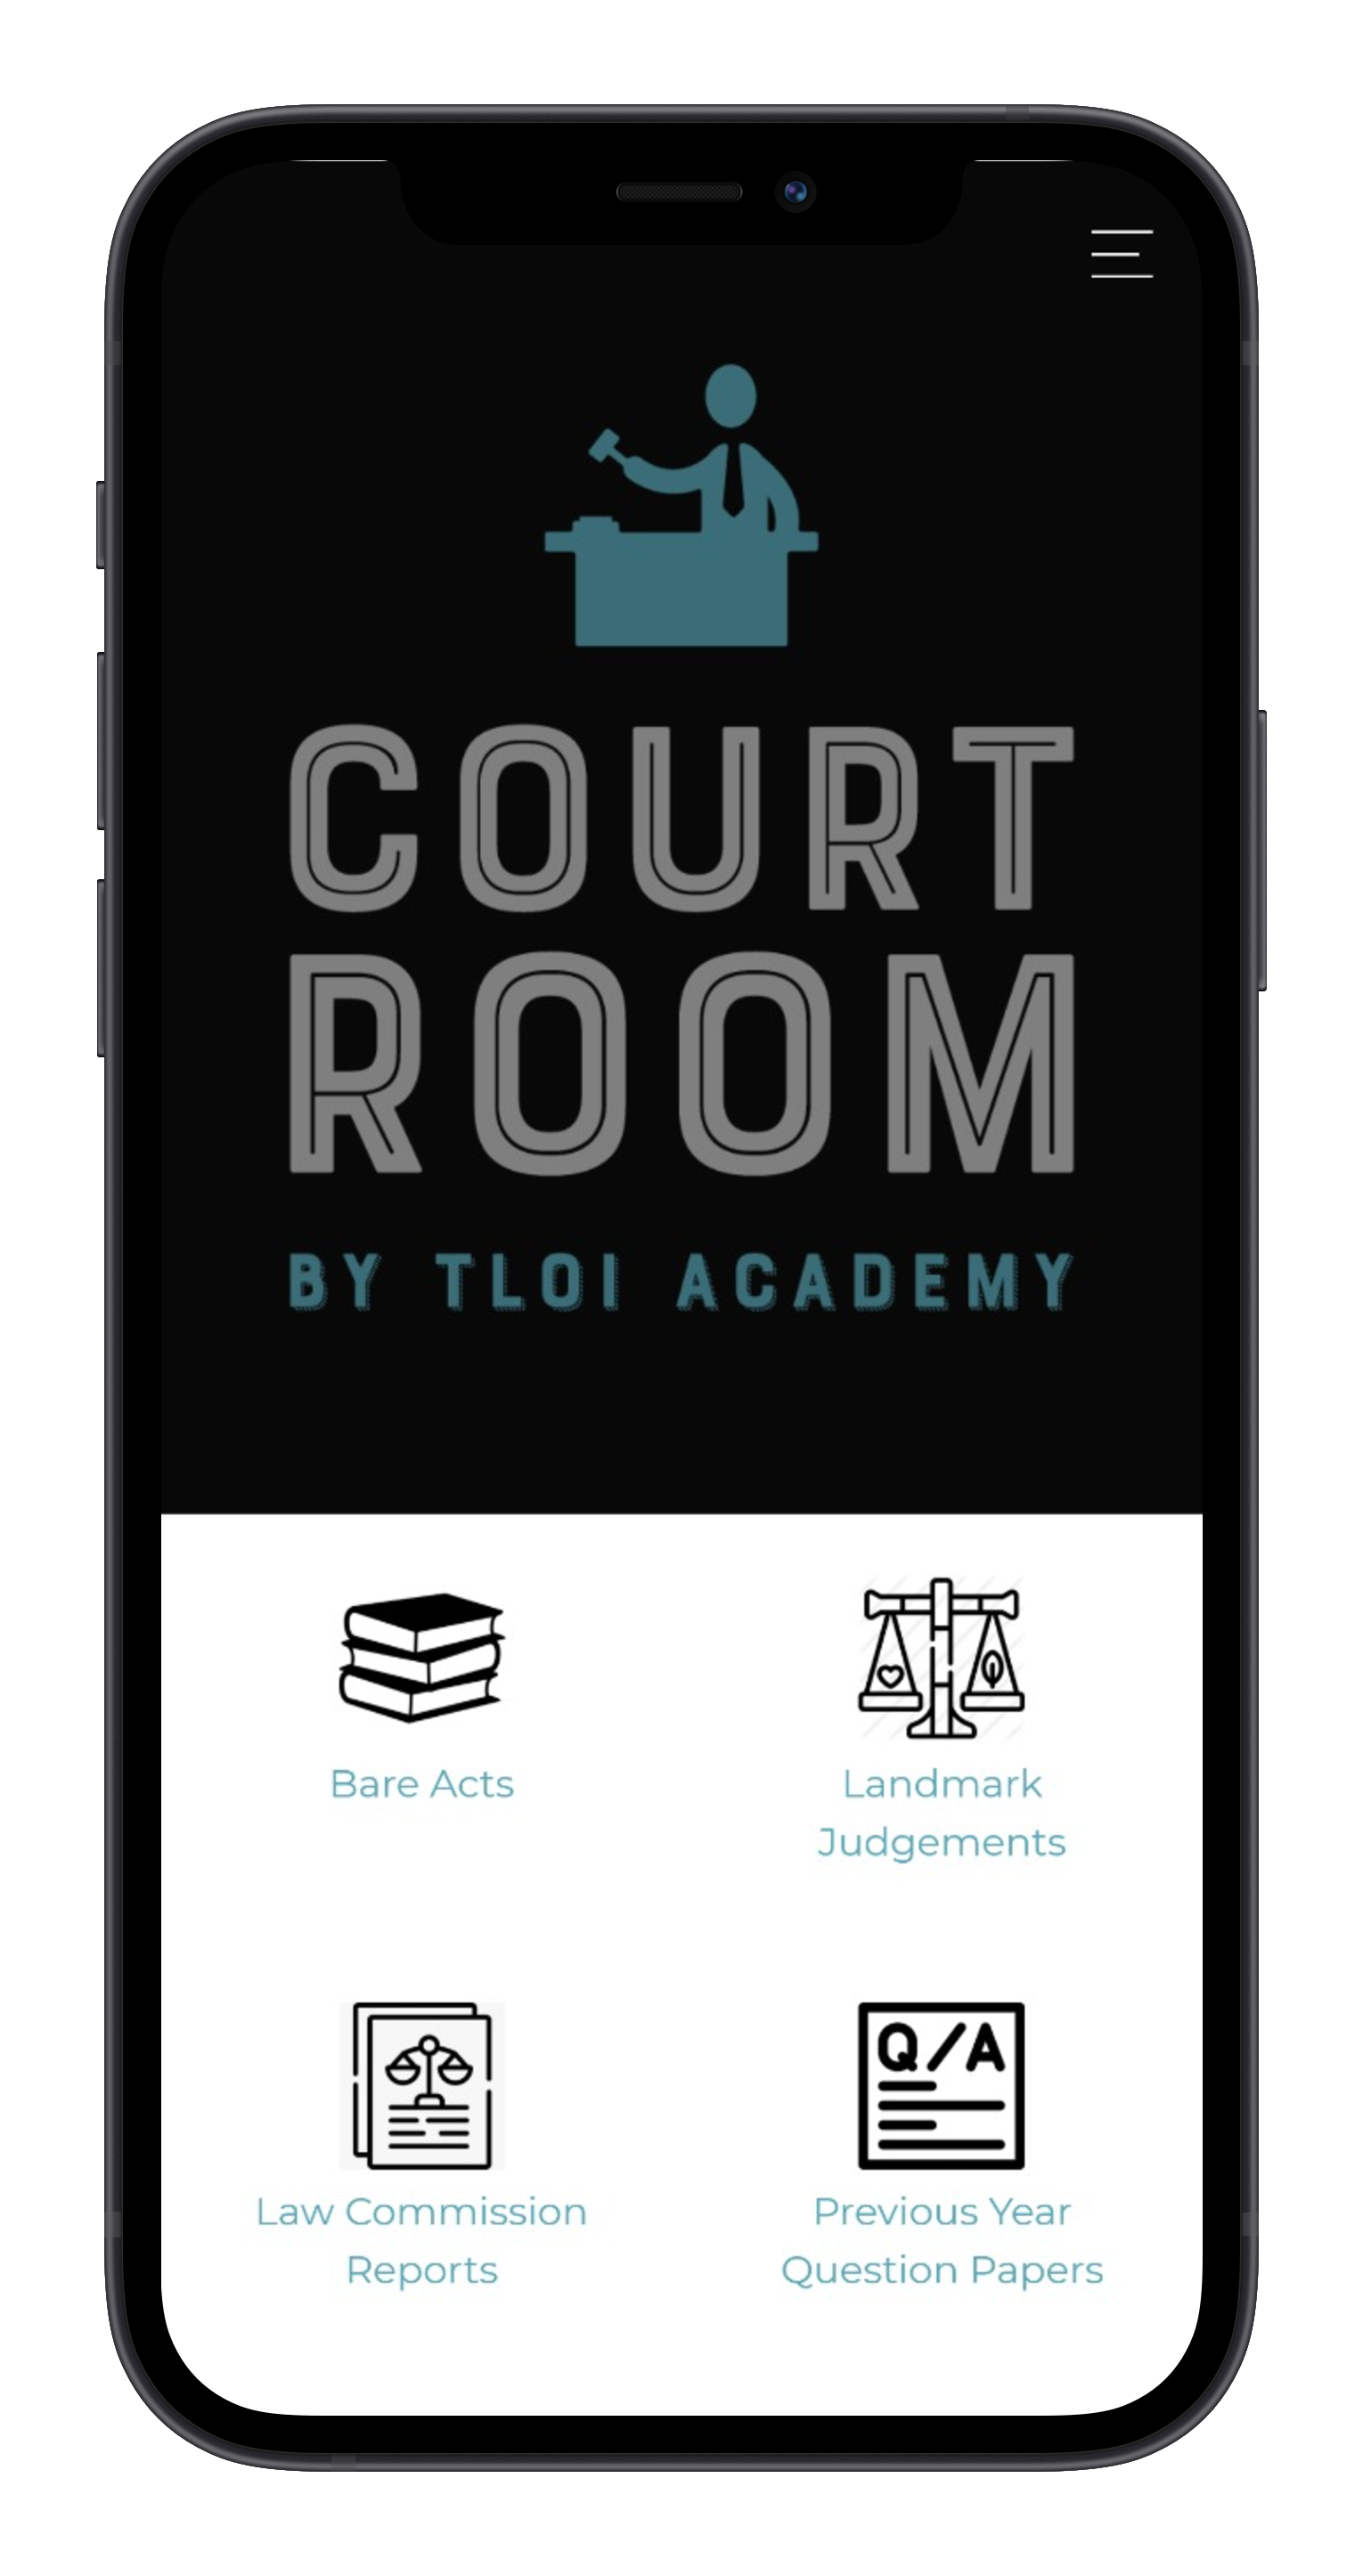 COURT
ROOM
BY TLOI ACADEMY
Bare Acts
Landmark
Judgements
Q/A
Law Commission
Reports
Previous Year
Question Papers